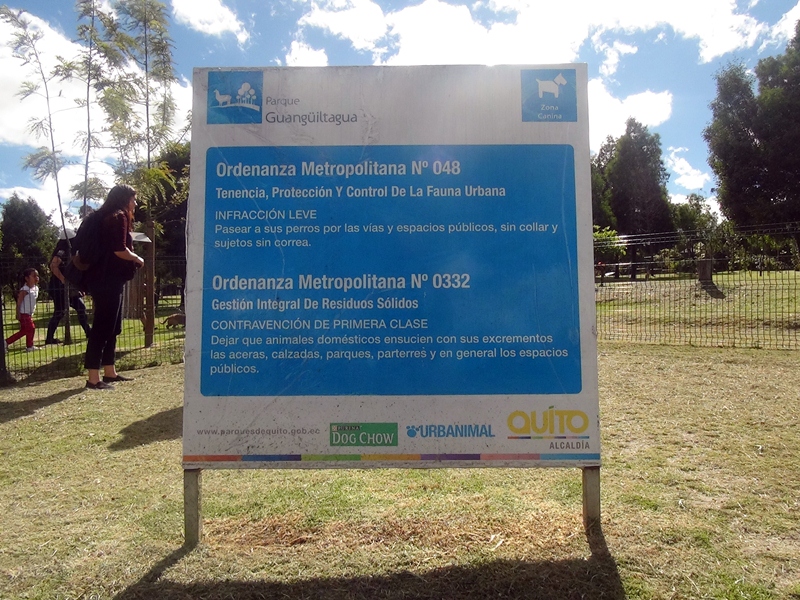 Parque
Guangüiltagua
Zona
Canina
Ordenanza Metropolitana Nº 048
Tenencia, Protección Y Control De La Fauna Urbana
INFRACCIÓN LEVE
Pasear a sus perros por las vías y espacios públicos, sin collar y
sujetos sin correa.
Ordenanza Metropolitana Nº 0332
Gestión Integral De Residuos Sólidos
CONTRAVENCIÓN DE PRIMERA CLASE
Dejar que animales domésticos ensucien con sus excrementos
las aceras, calzadas, parques, parterres y en general los espacios
públicos.
www.parquesdequito.gob.ec
PURINA
DOG CHOW
URBANIMAL
QUITO
ALCALDÍA